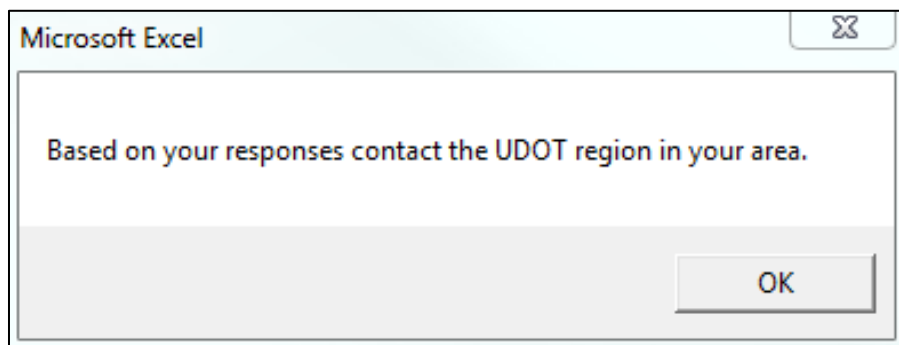 Microsoft Excel
Based on your responses contact the UDOT region in your area.
OK